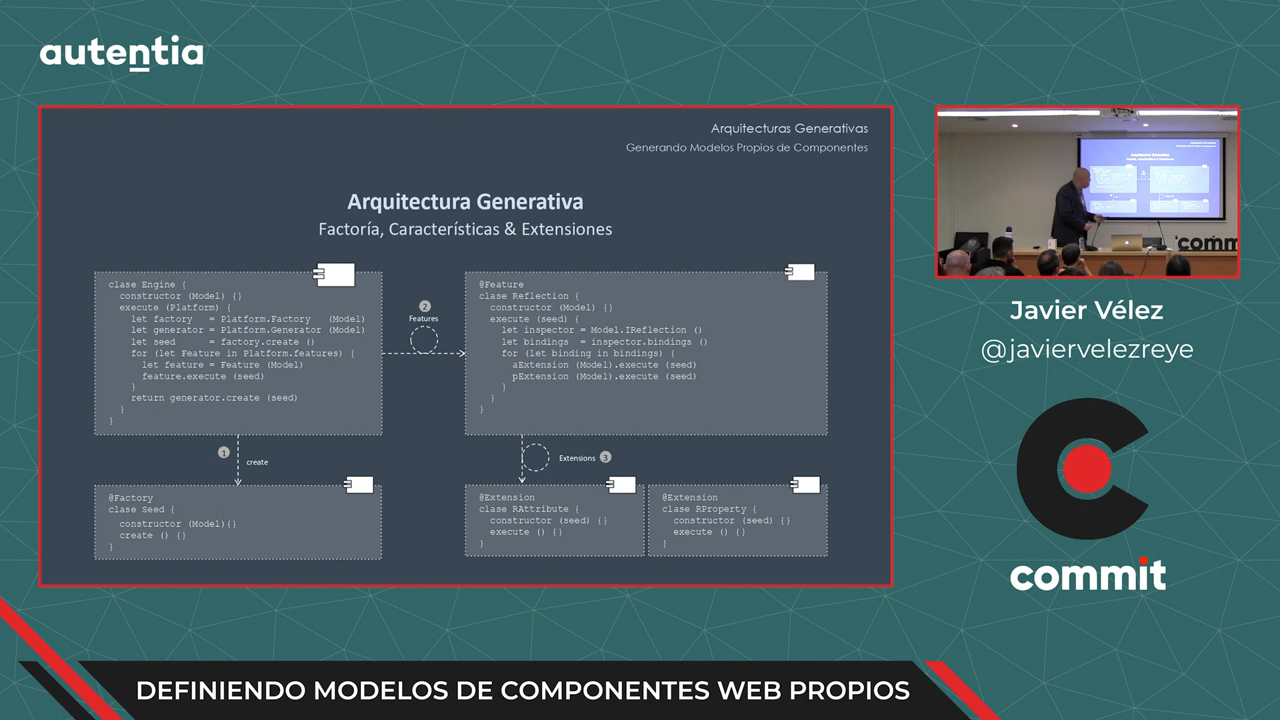 autentia
Arquitecturas Generativas
Generando Modelos Propios de Componentes
Arquitectura Generativa
Factoría, Características & Extensiones
clase Engine {
constructor (Model) {}
execute (Platform) {
let factory = Platform.Factory (Model)
let generator = Platform.Generator (Model)
let seed = factory.create ()
for (let Feature in Platform.features) {
let feature = Feature (Model)
feature.execute (seed)
}
return generator.create (seed)
}
}
2
Features
@Feature
clase Reflection {
constructor (Model) {}
execute (seed) {
let inspector = Model.IReflection ()
let bindings = inspector.bindings ()
for (let binding in bindings) {
aExtension (Model).execute (seed)
pExtension (Model).execute (seed)
}
}
}
1
create
Extensions 3
@Factory
clase Seed {
constructor (Model){}
create () {}
}
@Extension
clase RAttribute {
constructor (seed) {}
execute () {}
}
@Extension
clase RProperty {
constructor (seed) {}
execute () {}
}
comm
Javier Vélez
@javiervelezreye
commit
DEFINIENDO MODELOS DE COMPONENTES WEB PROPIOS